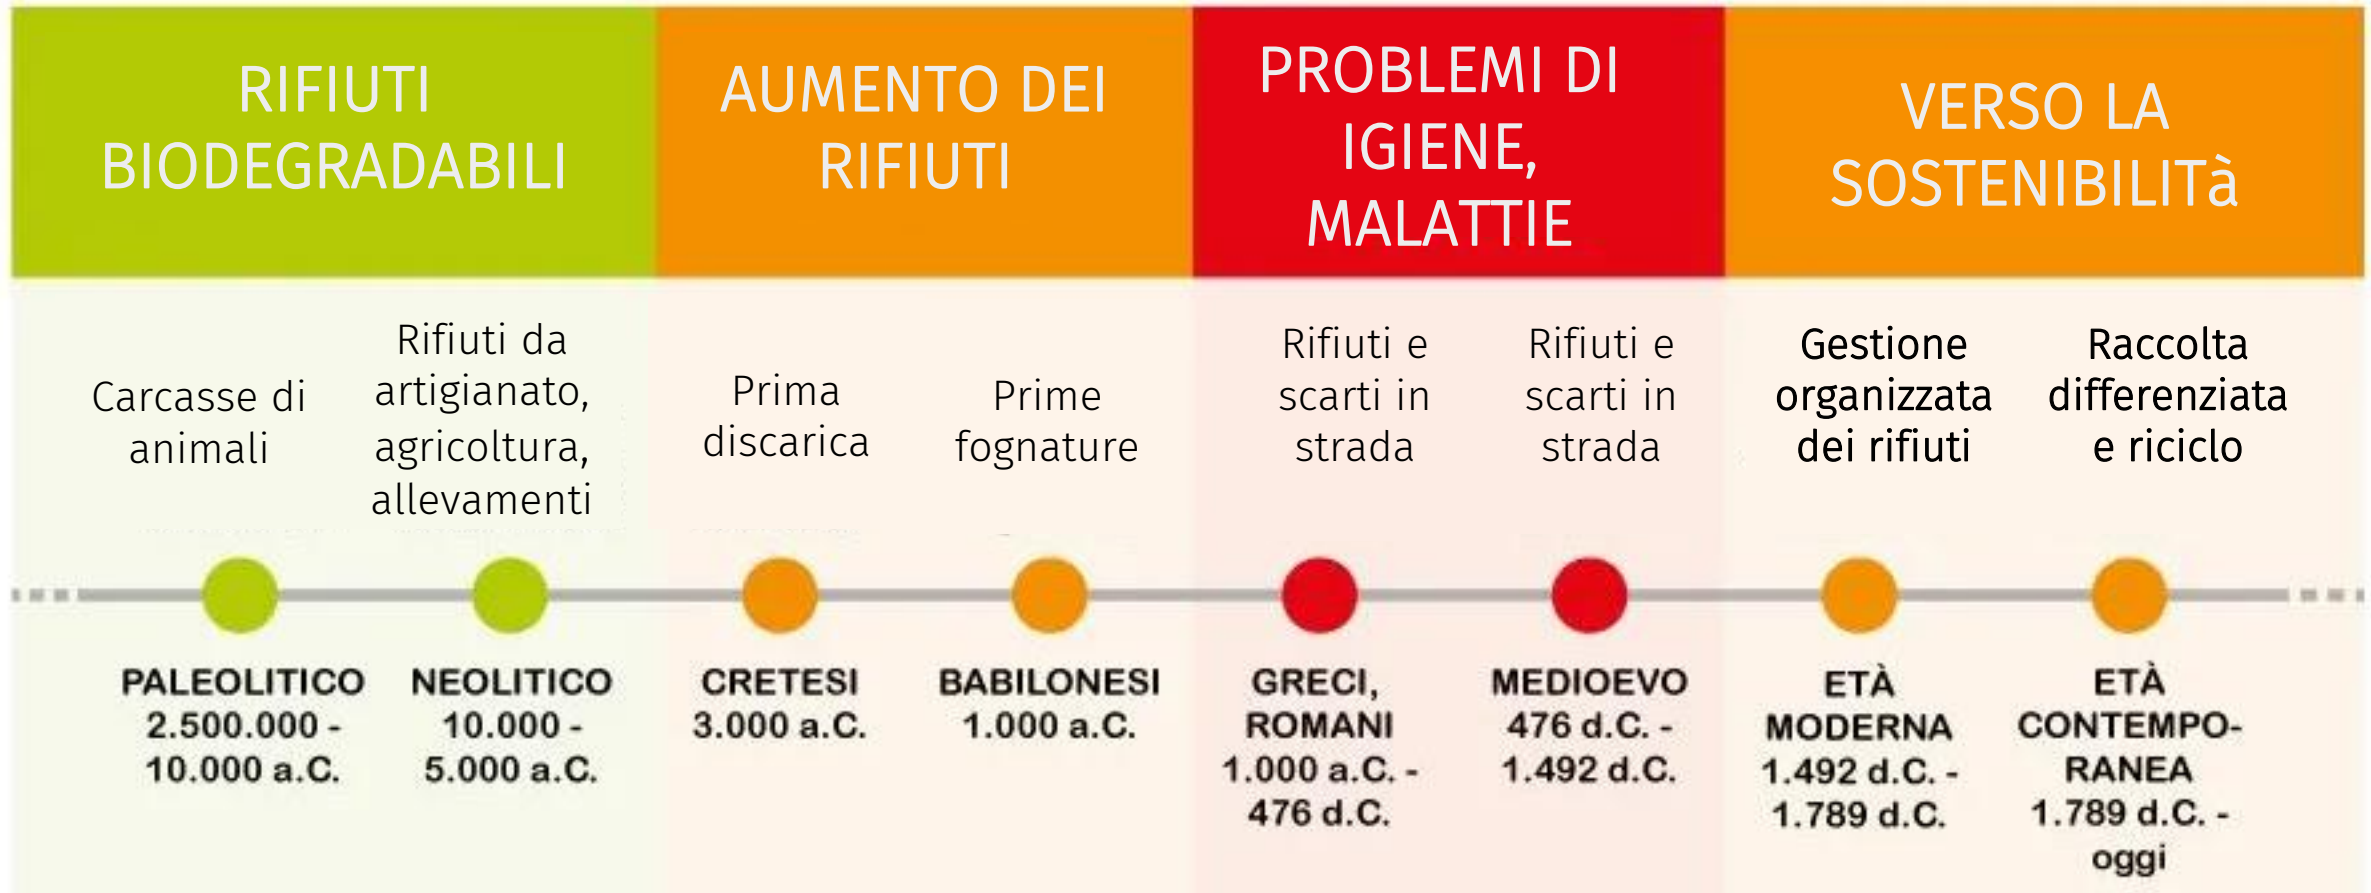 RIFIUTI
BIODEGRADABILI
AUMENTO DEI
RIFIUTI
PROBLEMI DI
IGIENE,
MALATTIE
VERSO LA
SOSTENIBILITà
Carcasse di
animali
Rifiuti da
artigianato,
agricoltura,
allevamenti
Prima
discarica
Prime
fognature
Rifiuti e
scarti in
strada
Rifiuti e
scarti in
strada
Gestione
organizzata
dei rifiuti
Raccolta
differenziata
e riciclo
PALEOLITICO
2.500.000 -
10.000 a.C.
NEOLITICO
10.000 -
5.000 a.C.
CRETESI
3.000 a.C.
BABILONESI
1.000 a.C.
GRECI,
ROMANI
1.000 a.C. -
476 d.C.
MEDIOEVO
476 d.C. -
1.492 d.C.
ETÀ
MODERNA
1.492 d.C. -
1.789 d.C.
ETÀ
CONTEMPO-
RANEA
1.789 d.C. -
oggi